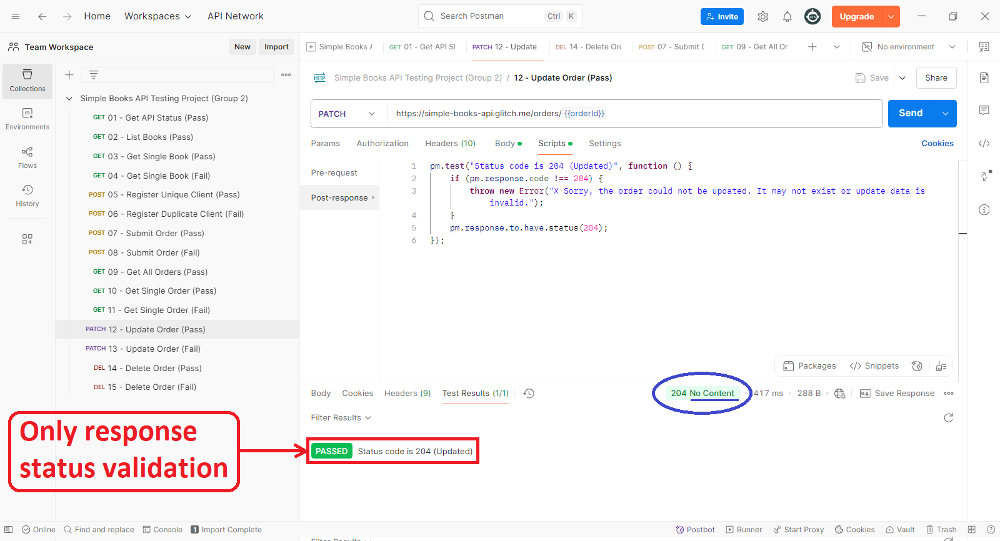 Home Workspaces API Network Search Postman Ctrl K Invite Upgrade
Team Workspace New Import Simple Books A GET 01 - Get API St PATCH 12 - Update DEL 14 - Delete Orc POST 07 - Submit C GET 09 - Get All Or No environment
Collections
Environments
Flows
History
Simple Books API Testing Project (Group 2)
GET 01 - Get API Status (Pass)
GET 02 - List Books (Pass)
GET 03 - Get Single Book (Pass)
GET 04 - Get Single Book (Fail)
POST 05 - Register Unique Client (Pass)
POST 06 - Register Duplicate Client (Fail)
POST 07 - Submit Order (Pass)
POST 08 - Submit Order (Fail)
GET 09 - Get All Orders (Pass)
GET 10 - Get Single Order (Pass)
GET 11 - Get Single Order (Fail)
PATCH 12 - Update Order (Pass)
PATCH 13 - Update Order (Fail)
DEL 14 - Delete Order (Pass)
DEL 15 - Delete Order (Fail)
HTTP Simple Books API Testing Project (Group 2) / 12 - Update Order (Pass) Save Share
PATCH https://simple-books-api.glitch.me/orders/ {{orderId}} Send
Params Authorization Headers (10) Body Scripts Settings Cookies
Pre-request
Post-response
1 pm.test("Status code is 204 (Updated)", function () {
2 if (pm.response.code !== 204) {
3 throw new Error("X Sorry, the order could not be updated. It may not exist or update data is
invalid.");
4 }
5 pm.response.to.have.status(204);
6 });
Packages Snippets
Body Cookies Headers (9) Test Results (1/1) 204 No Content 417 ms 288 B e.g. Save Response
Filter Results
PASSED Status code is 204 (Updated)
Only response
status validation
Online Find and replace Console 1 Import Complete Postbot Runner Start Proxy Cookies Vault Trash